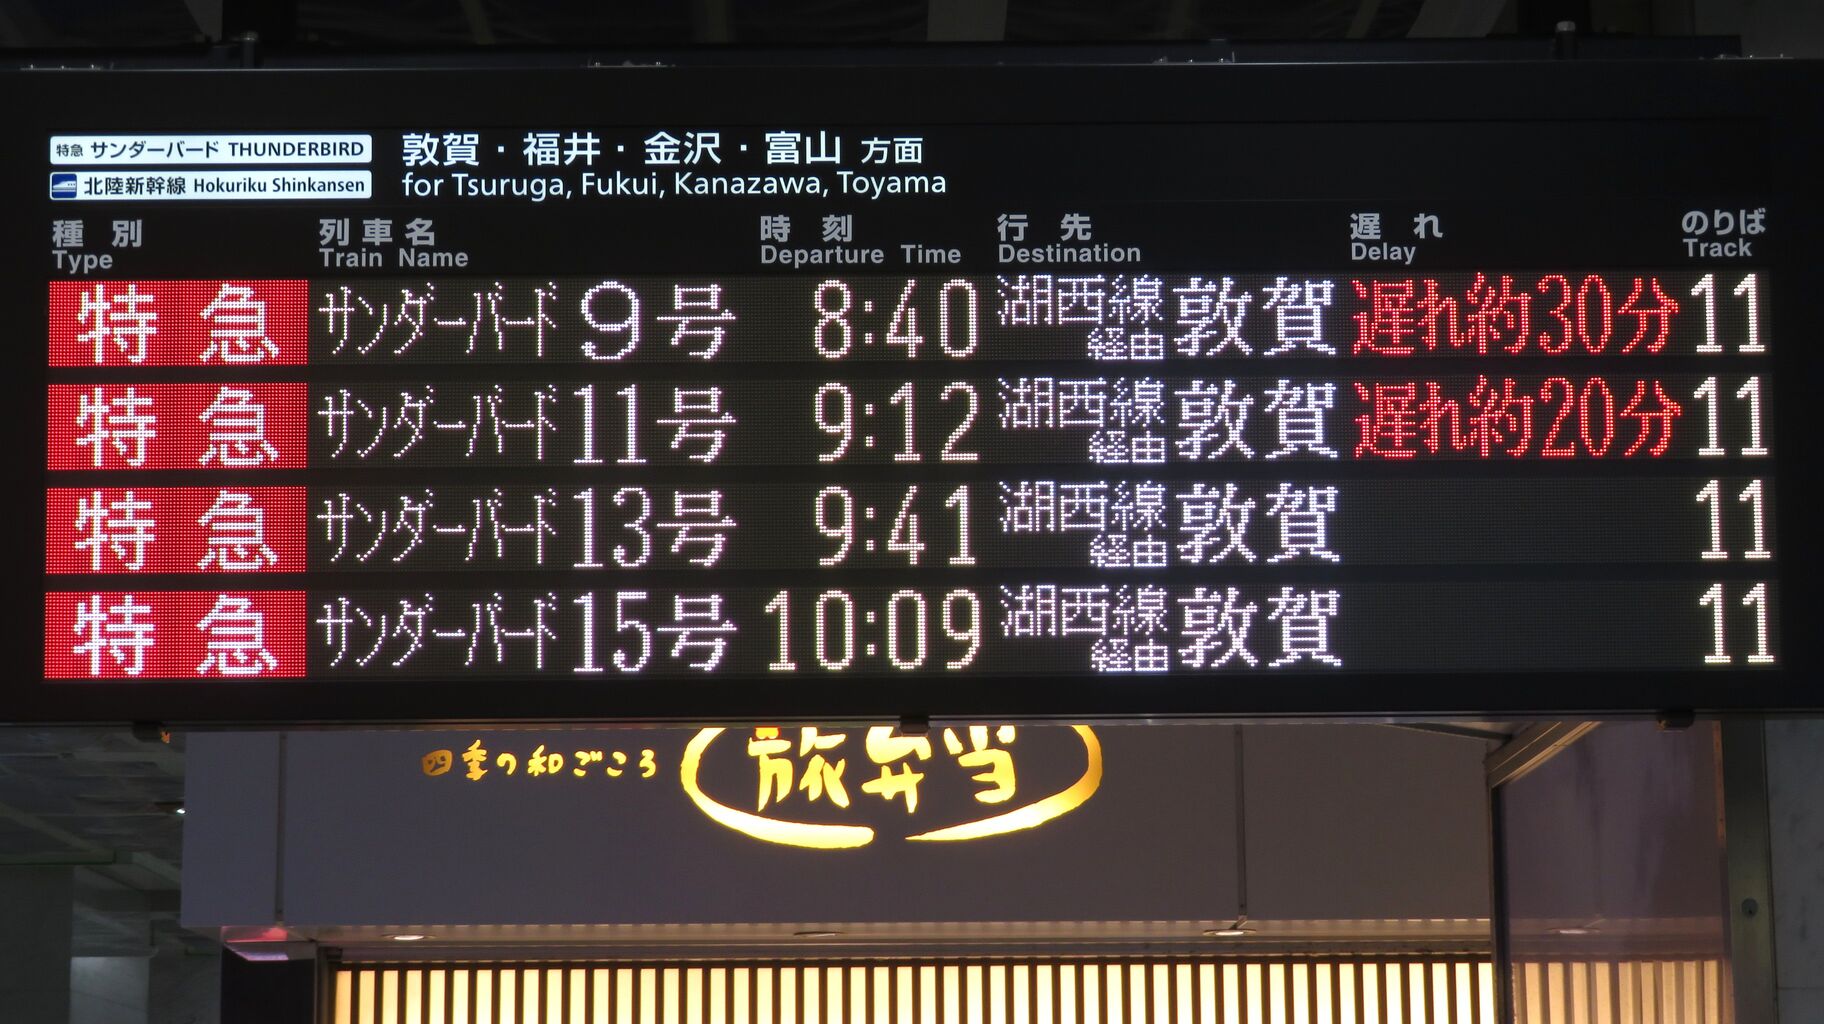 特急 サンダーバード THUNDERBIRD 敦賀・福井・金沢・富山 方面
北陸新幹線 Hokuriku Shinkansen for Tsuruga, Fukui, Kanazawa, Toyama
種別 列車名 時刻 行先 遅れ のりば
Type Train Name Departure Time Destination Delay Track
特急 サンダーバード 9号 8:40 湖西線経由 敦賀 遅れ約30分 11
特急 サンダーバード 11号 9:12 湖西線経由 敦賀 遅れ約20分 11
特急 サンダーバード 13号 9:41 湖西線経由 敦賀 11
特急 サンダーバード 15号 10:09 湖西線経由 敦賀 11
四季の和ごころ 旅弁当